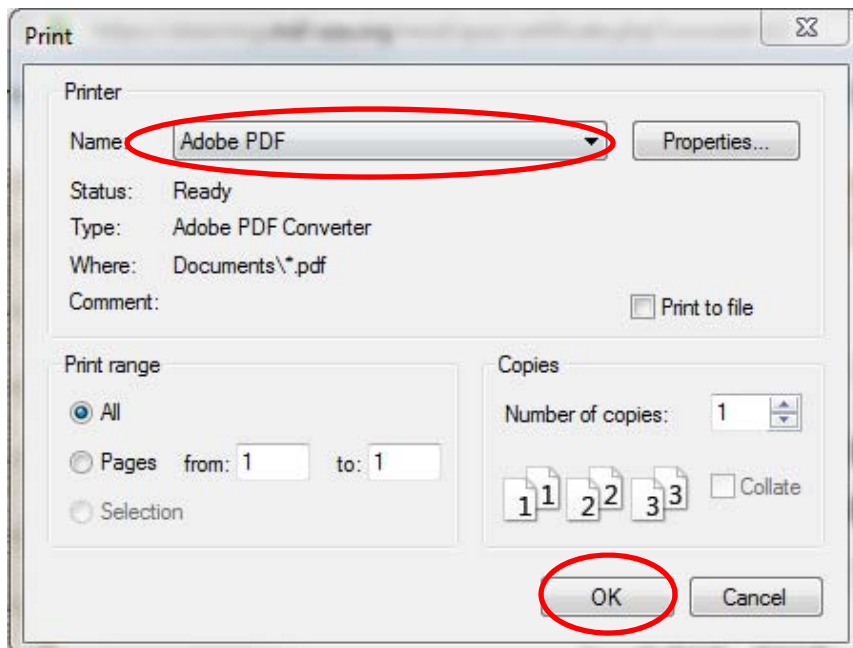 Print
Printer
Name: Adobe PDF Properties...
Status: Ready
Type: Adobe PDF Converter
Where: Documents\*.pdf
Comment:
Print to file
Print range
All
Pages from: 1 to: 1
Selection
Copies
Number of copies: 1
1 1 2 2 3 3 Collate
OK Cancel